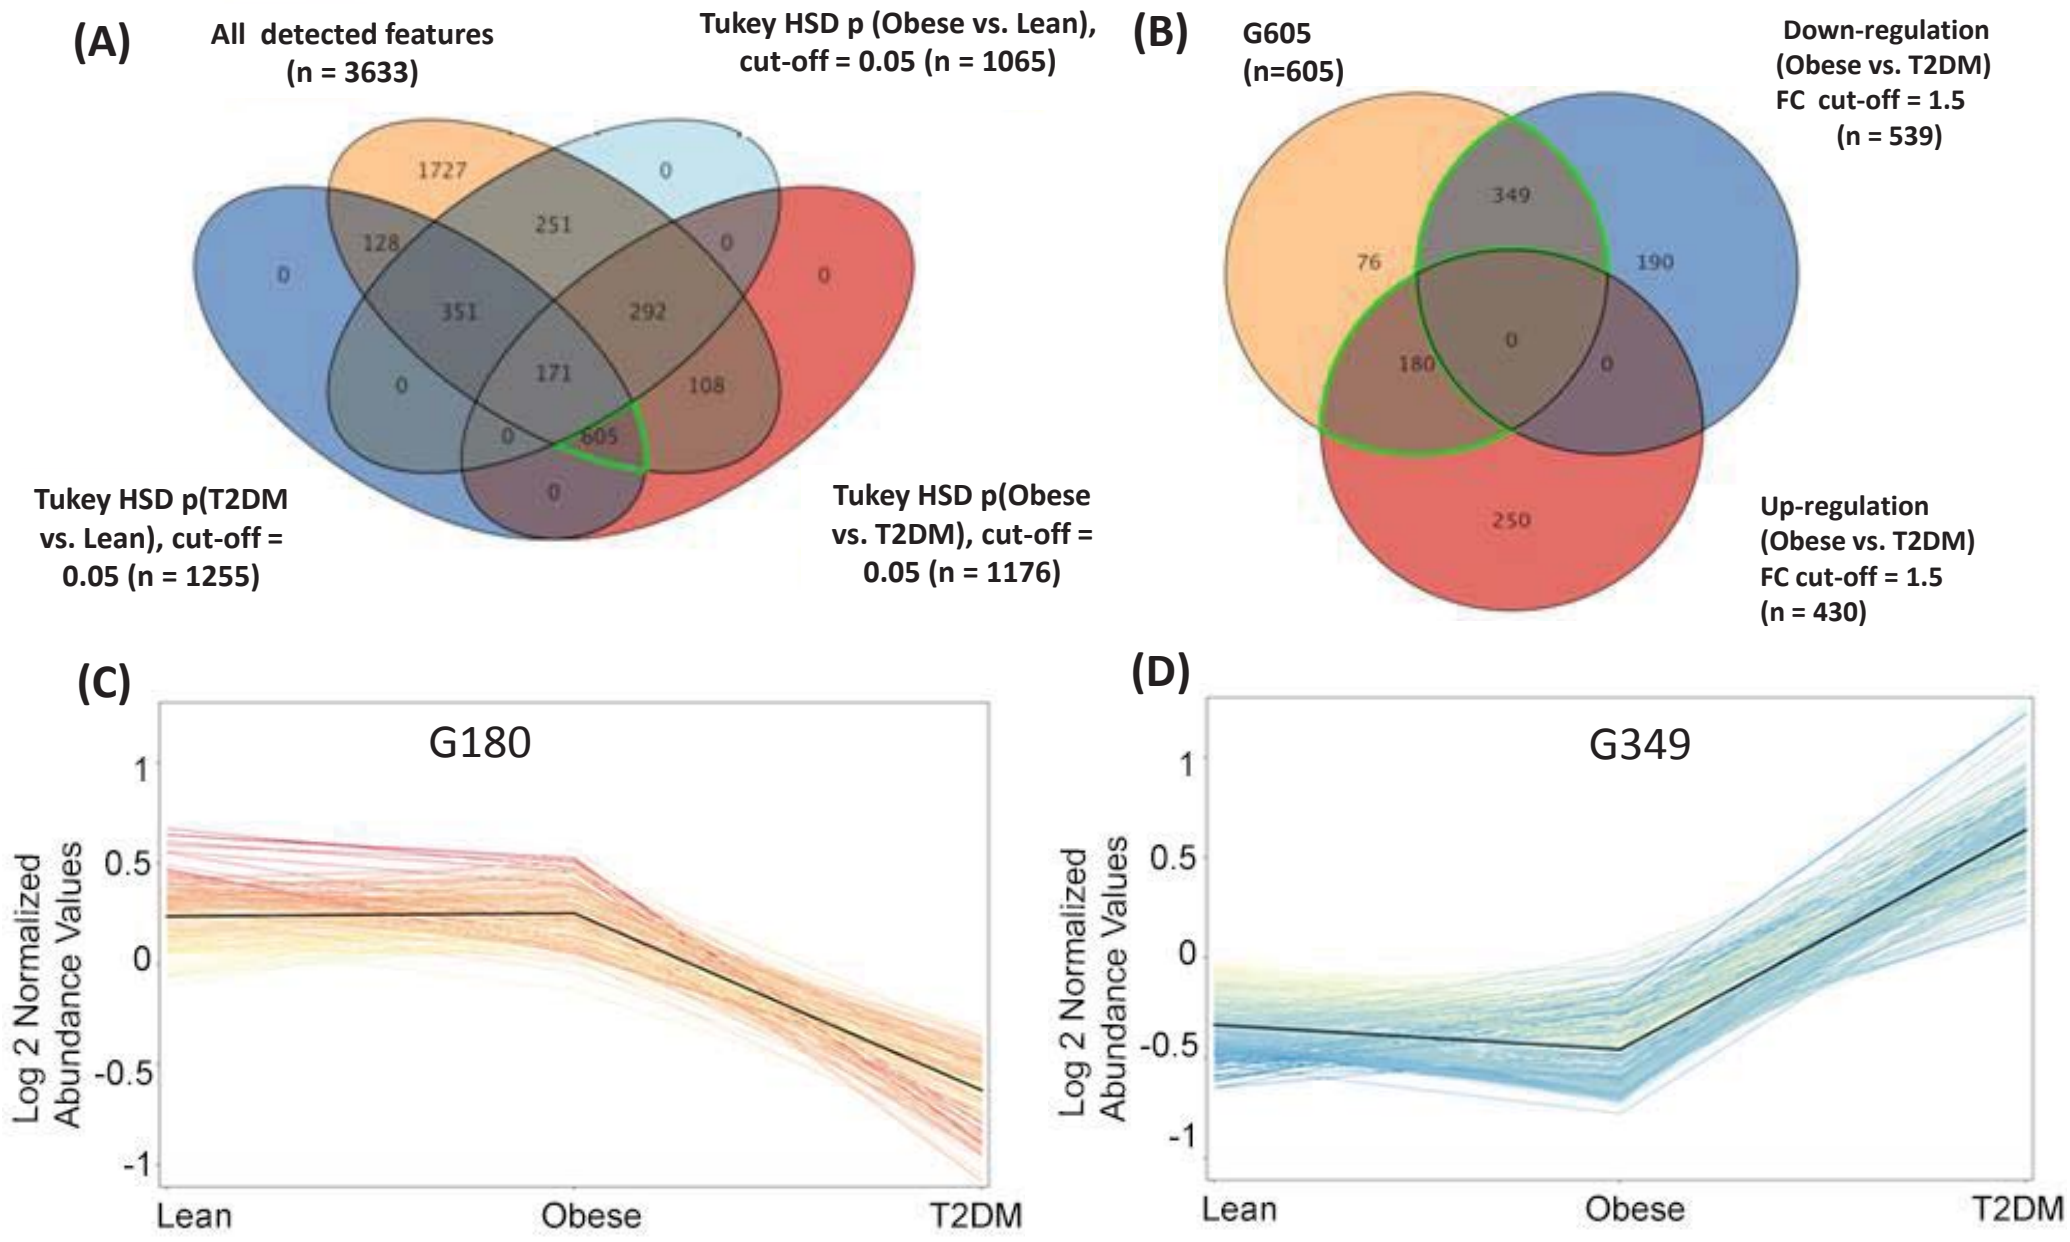 (A)
All detected features
(n = 3633)
Tukey HSD p (Obese vs. Lean),
cut-off = 0.05 (n = 1065)
1727
0
251
128
0
0
0
351
292
171
0
108
0
605
0
Tukey HSD p(T2DM
vs. Lean), cut-off =
0.05 (n = 1255)
Tukey HSD p(Obese
vs. T2DM), cut-off =
0.05 (n = 1176)
(B)
G605
(n=605)
Down-regulation
(Obese vs. T2DM)
FC cut-off = 1.5
(n = 539)
349
76
190
0
180
0
250
Up-regulation
(Obese vs. T2DM)
FC cut-off = 1.5
(n = 430)
(C)
G180
1
0.5
0
-0.5
-1
Log 2 Normalized
Abundance Values
Lean
Obese
T2DM
(D)
G349
1
0.5
0
-0.5
-1
Log 2 Normalized
Abundance Values
Lean
Obese
T2DM